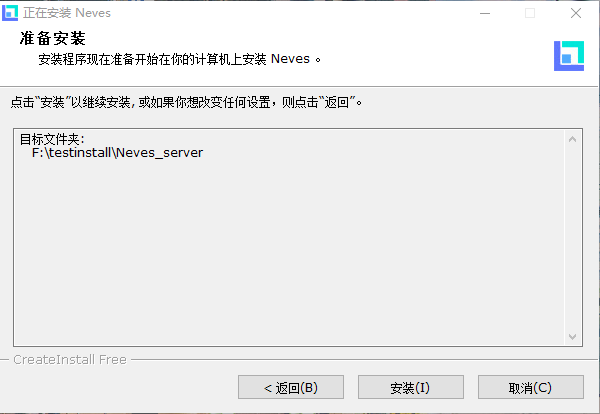 正在安装 Neves
准备安装
安装程序现在准备开始在你的计算机上安装 Neves 。
点击“安装”以继续安装, 或如果你想改变任何设置，则点击“返回”。
目标文件夹:
F:\testinstall\Neves_server
CreateInstall Free
< 返回(B)
安装(I)
取消(C)